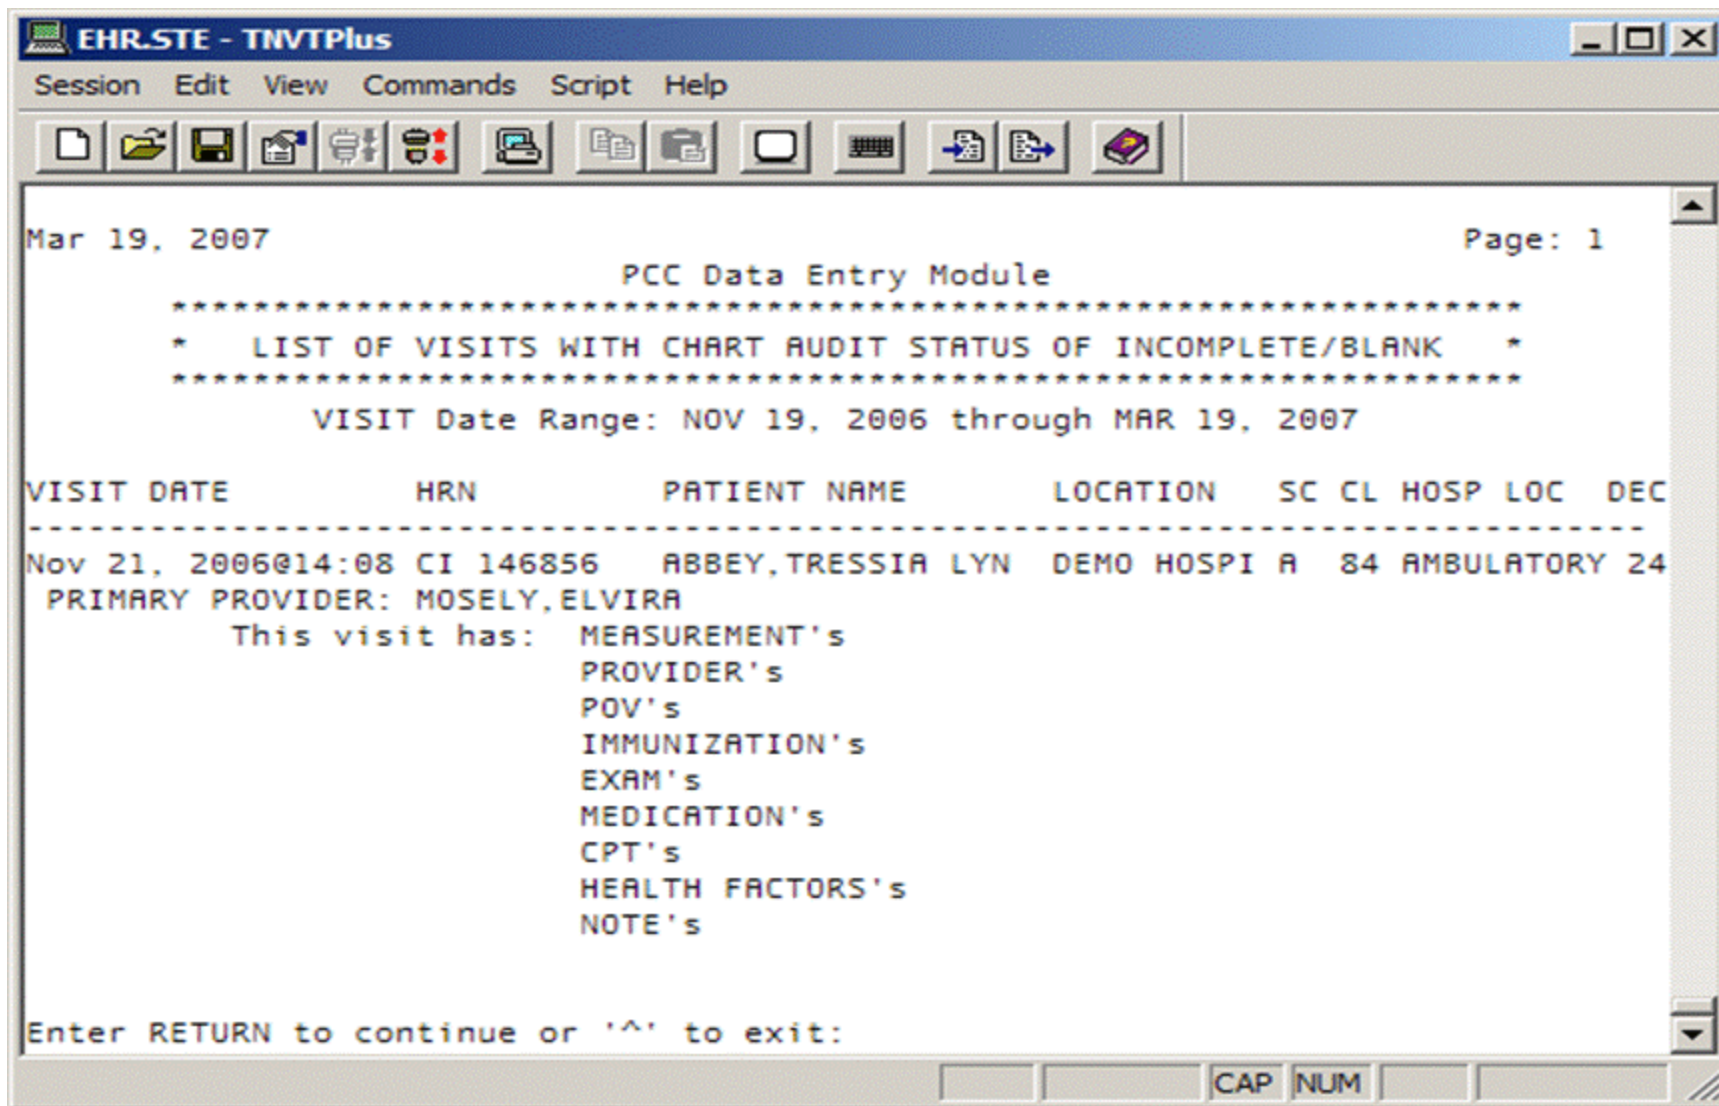 EHR.STE - TNVTPlus
Session Edit View Commands Script Help
Mar 19, 2007 Page: 1
PCC Data Entry Module
*******************************************************************
* LIST OF VISITS WITH CHART AUDIT STATUS OF INCOMPLETE/BLANK *
*******************************************************************
VISIT Date Range: NOV 19, 2006 through MAR 19, 2007
VISIT DATE HRN PATIENT NAME LOCATION SC CL HOSP LOC DEC
--------------------------------------------------------------------------------
Nov 21, 2006@14:08 CI 146856 ABBEY,TRESSIA LYN DEMO HOSPI A 84 AMBULATORY 24
PRIMARY PROVIDER: MOSELY,ELVIRA
This visit has: MEASUREMENT's
PROVIDER's
POV's
IMMUNIZATION's
EXAM's
MEDICATION's
CPT's
HEALTH FACTORS's
NOTE's
Enter RETURN to continue or '^' to exit:
CAP NUM